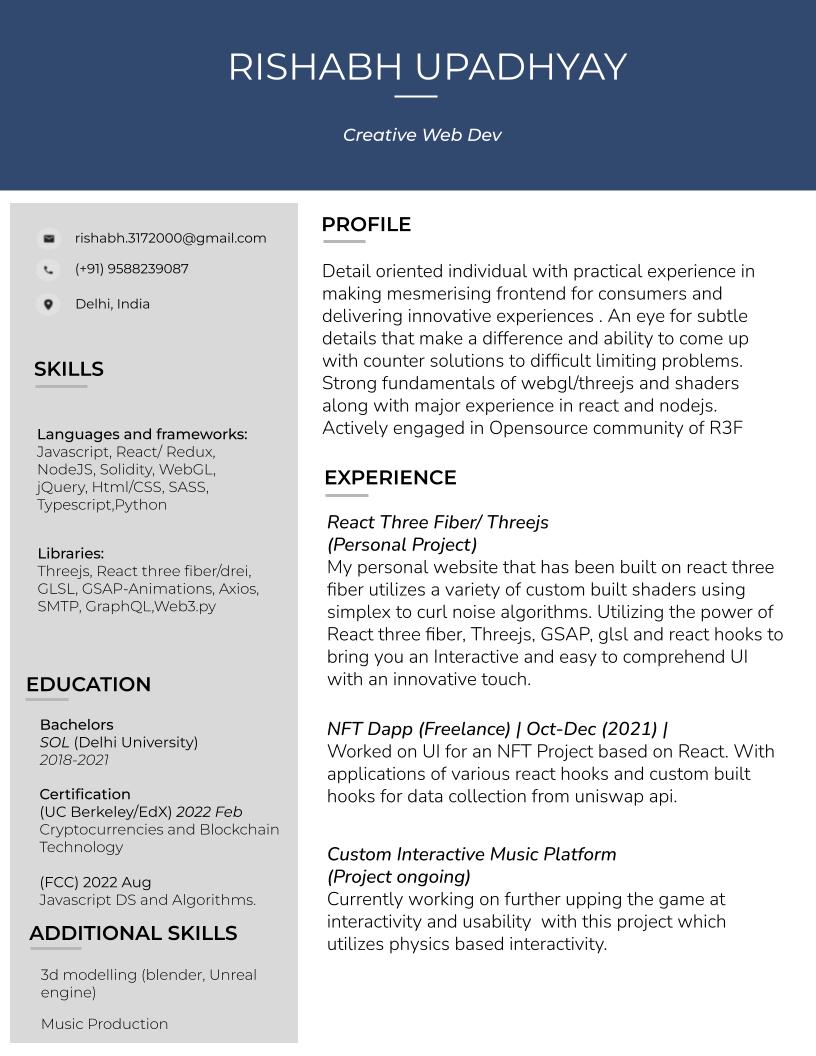 RISHABH UPADHYAY
Creative Web Dev
rishabh.3172000@gmail.com
(+91) 9588239087
Delhi, India
SKILLS
Languages and frameworks:
Javascript, React/ Redux,
NodeJS, Solidity, WebGL,
jQuery, Html/CSS, SASS,
Typescript,Python
Libraries:
Threejs, React three fiber/drei,
GLSL, GSAP-Animations, Axios,
SMTP, GraphQL,Web3.py
EDUCATION
Bachelors
SOL (Delhi University)
2018-2021
Certification
(UC Berkeley/EdX) 2022 Feb
Cryptocurrencies and Blockchain
Technology
(FCC) 2022 Aug
Javascript DS and Algorithms.
ADDITIONAL SKILLS
3d modelling (blender, Unreal
engine)
Music Production
PROFILE
Detail oriented individual with practical experience in
making mesmerising frontend for consumers and
delivering innovative experiences . An eye for subtle
details that make a difference and ability to come up
with counter solutions to difficult limiting problems.
Strong fundamentals of webgl/threejs and shaders
along with major experience in react and nodejs.
Actively engaged in Opensource community of R3F
EXPERIENCE
React Three Fiber/ Threejs
(Personal Project)
My personal website that has been built on react three
fiber utilizes a variety of custom built shaders using
simplex to curl noise algorithms. Utilizing the power of
React three fiber, Threejs, GSAP, glsl and react hooks to
bring you an Interactive and easy to comprehend UI
with an innovative touch.
NFT Dapp (Freelance) | Oct-Dec (2021) |
Worked on UI for an NFT Project based on React. With
applications of various react hooks and custom built
hooks for data collection from uniswap api.
Custom Interactive Music Platform
(Project ongoing)
Currently working on further upping the game at
interactivity and usability  with this project which
utilizes physics based interactivity.